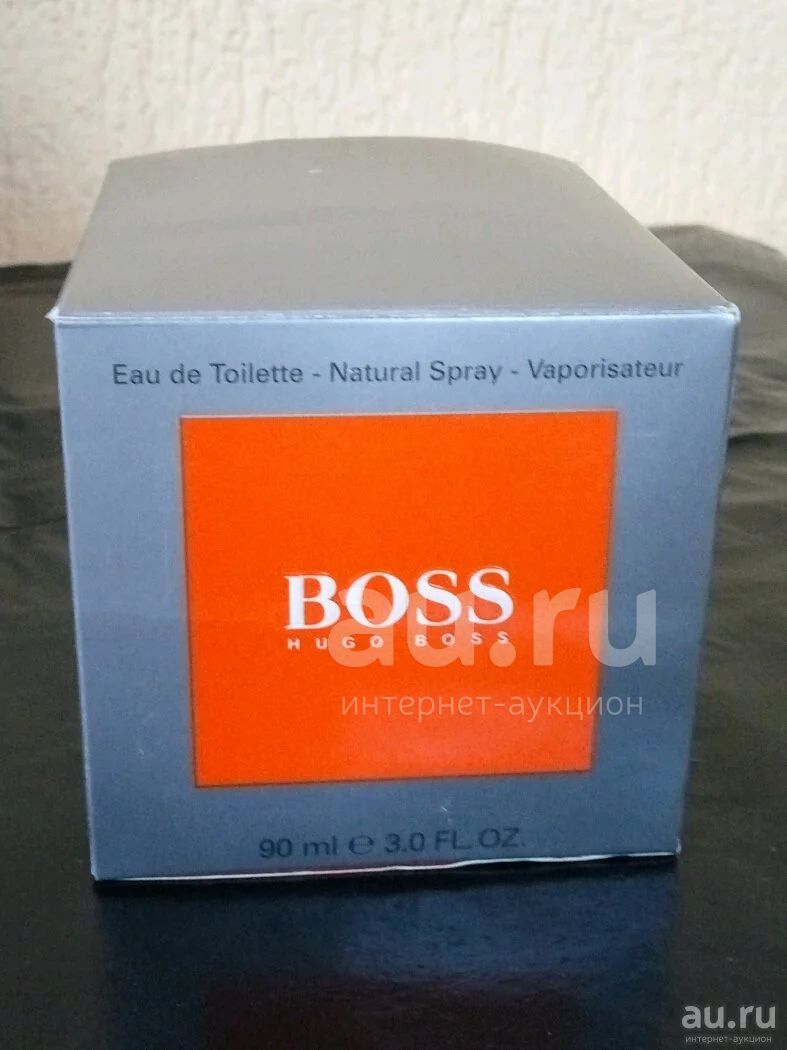 Eau de Toilette - Natural Spray - Vaporisateur
BOSS
HUGO BOSS
au.ru
интернет-аукцион
90 ml ℮ 3.0 FL. OZ.
au.ru
интернет-аукцион